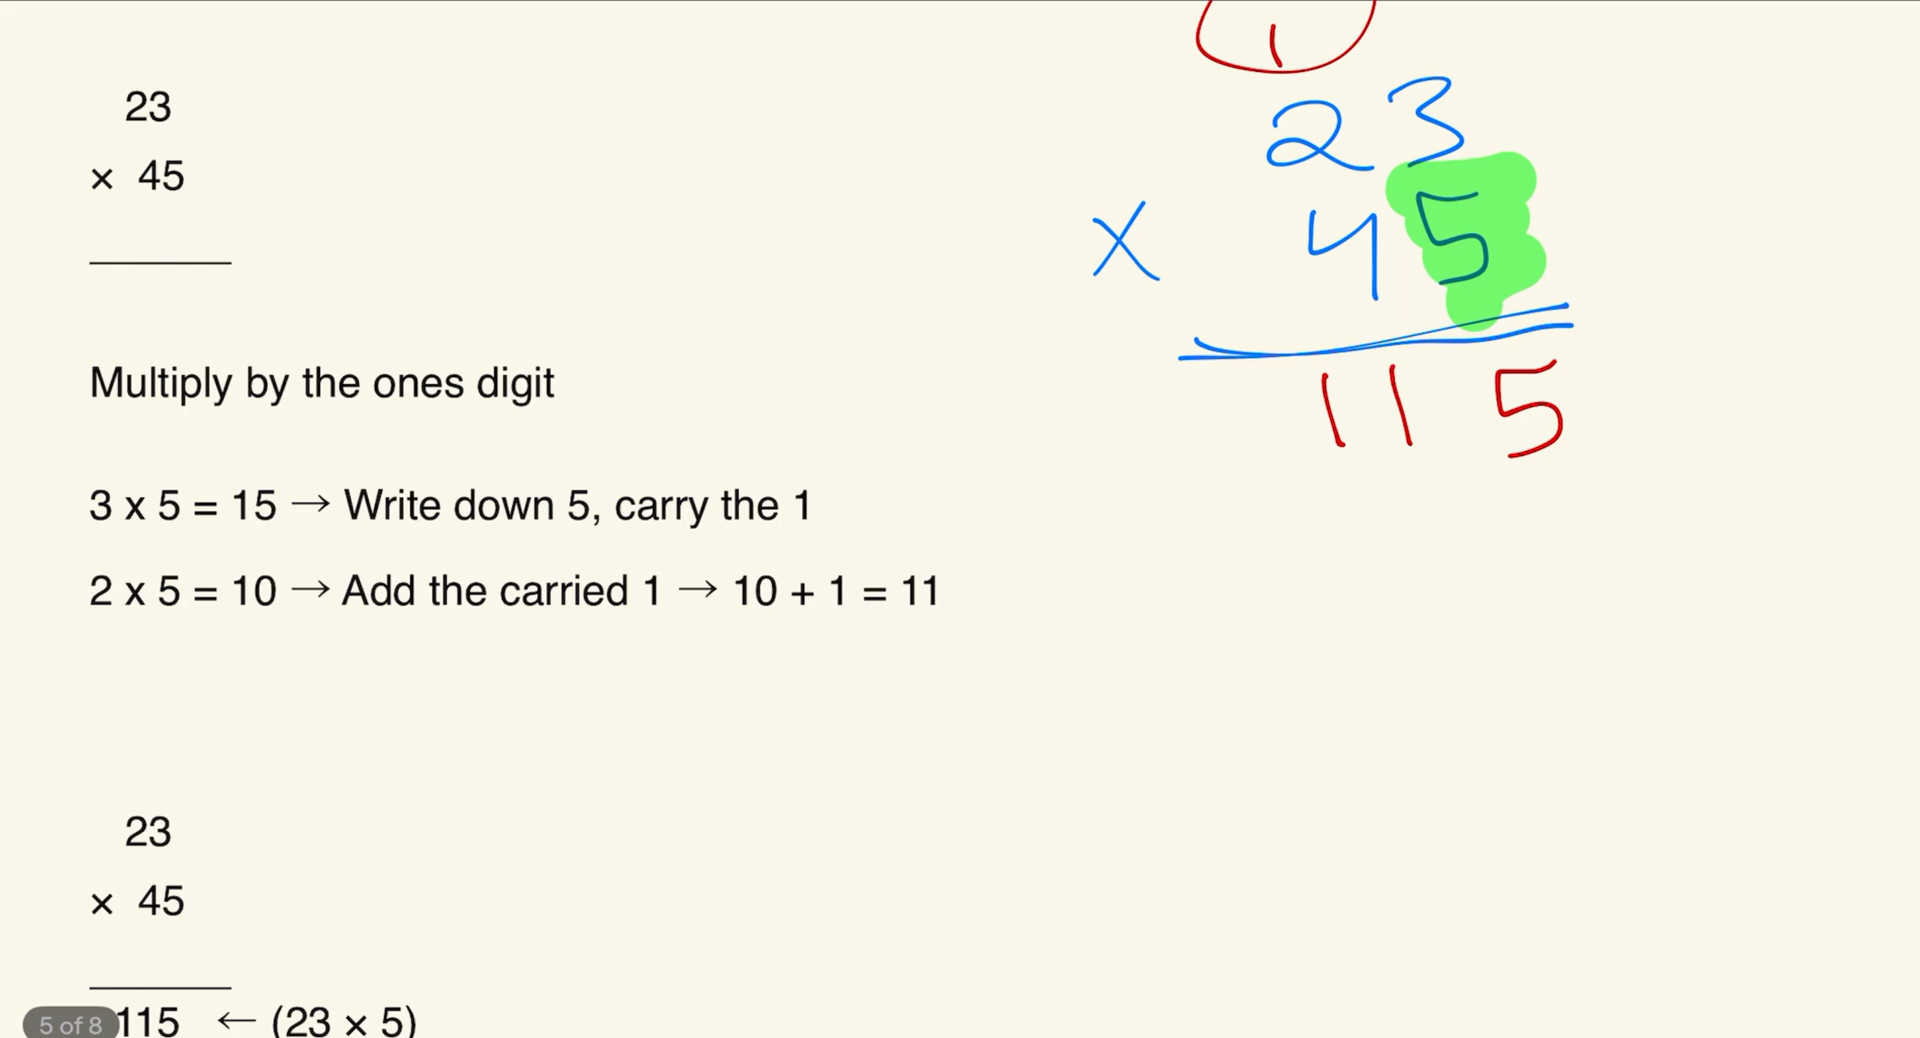 23
× 45
Multiply by the ones digit
3 x 5 = 15 → Write down 5, carry the 1
2 x 5 = 10 → Add the carried 1 → 10 + 1 = 11
23
× 45
115 ← (23 × 5)
5 of 8
1
23
x 45
115